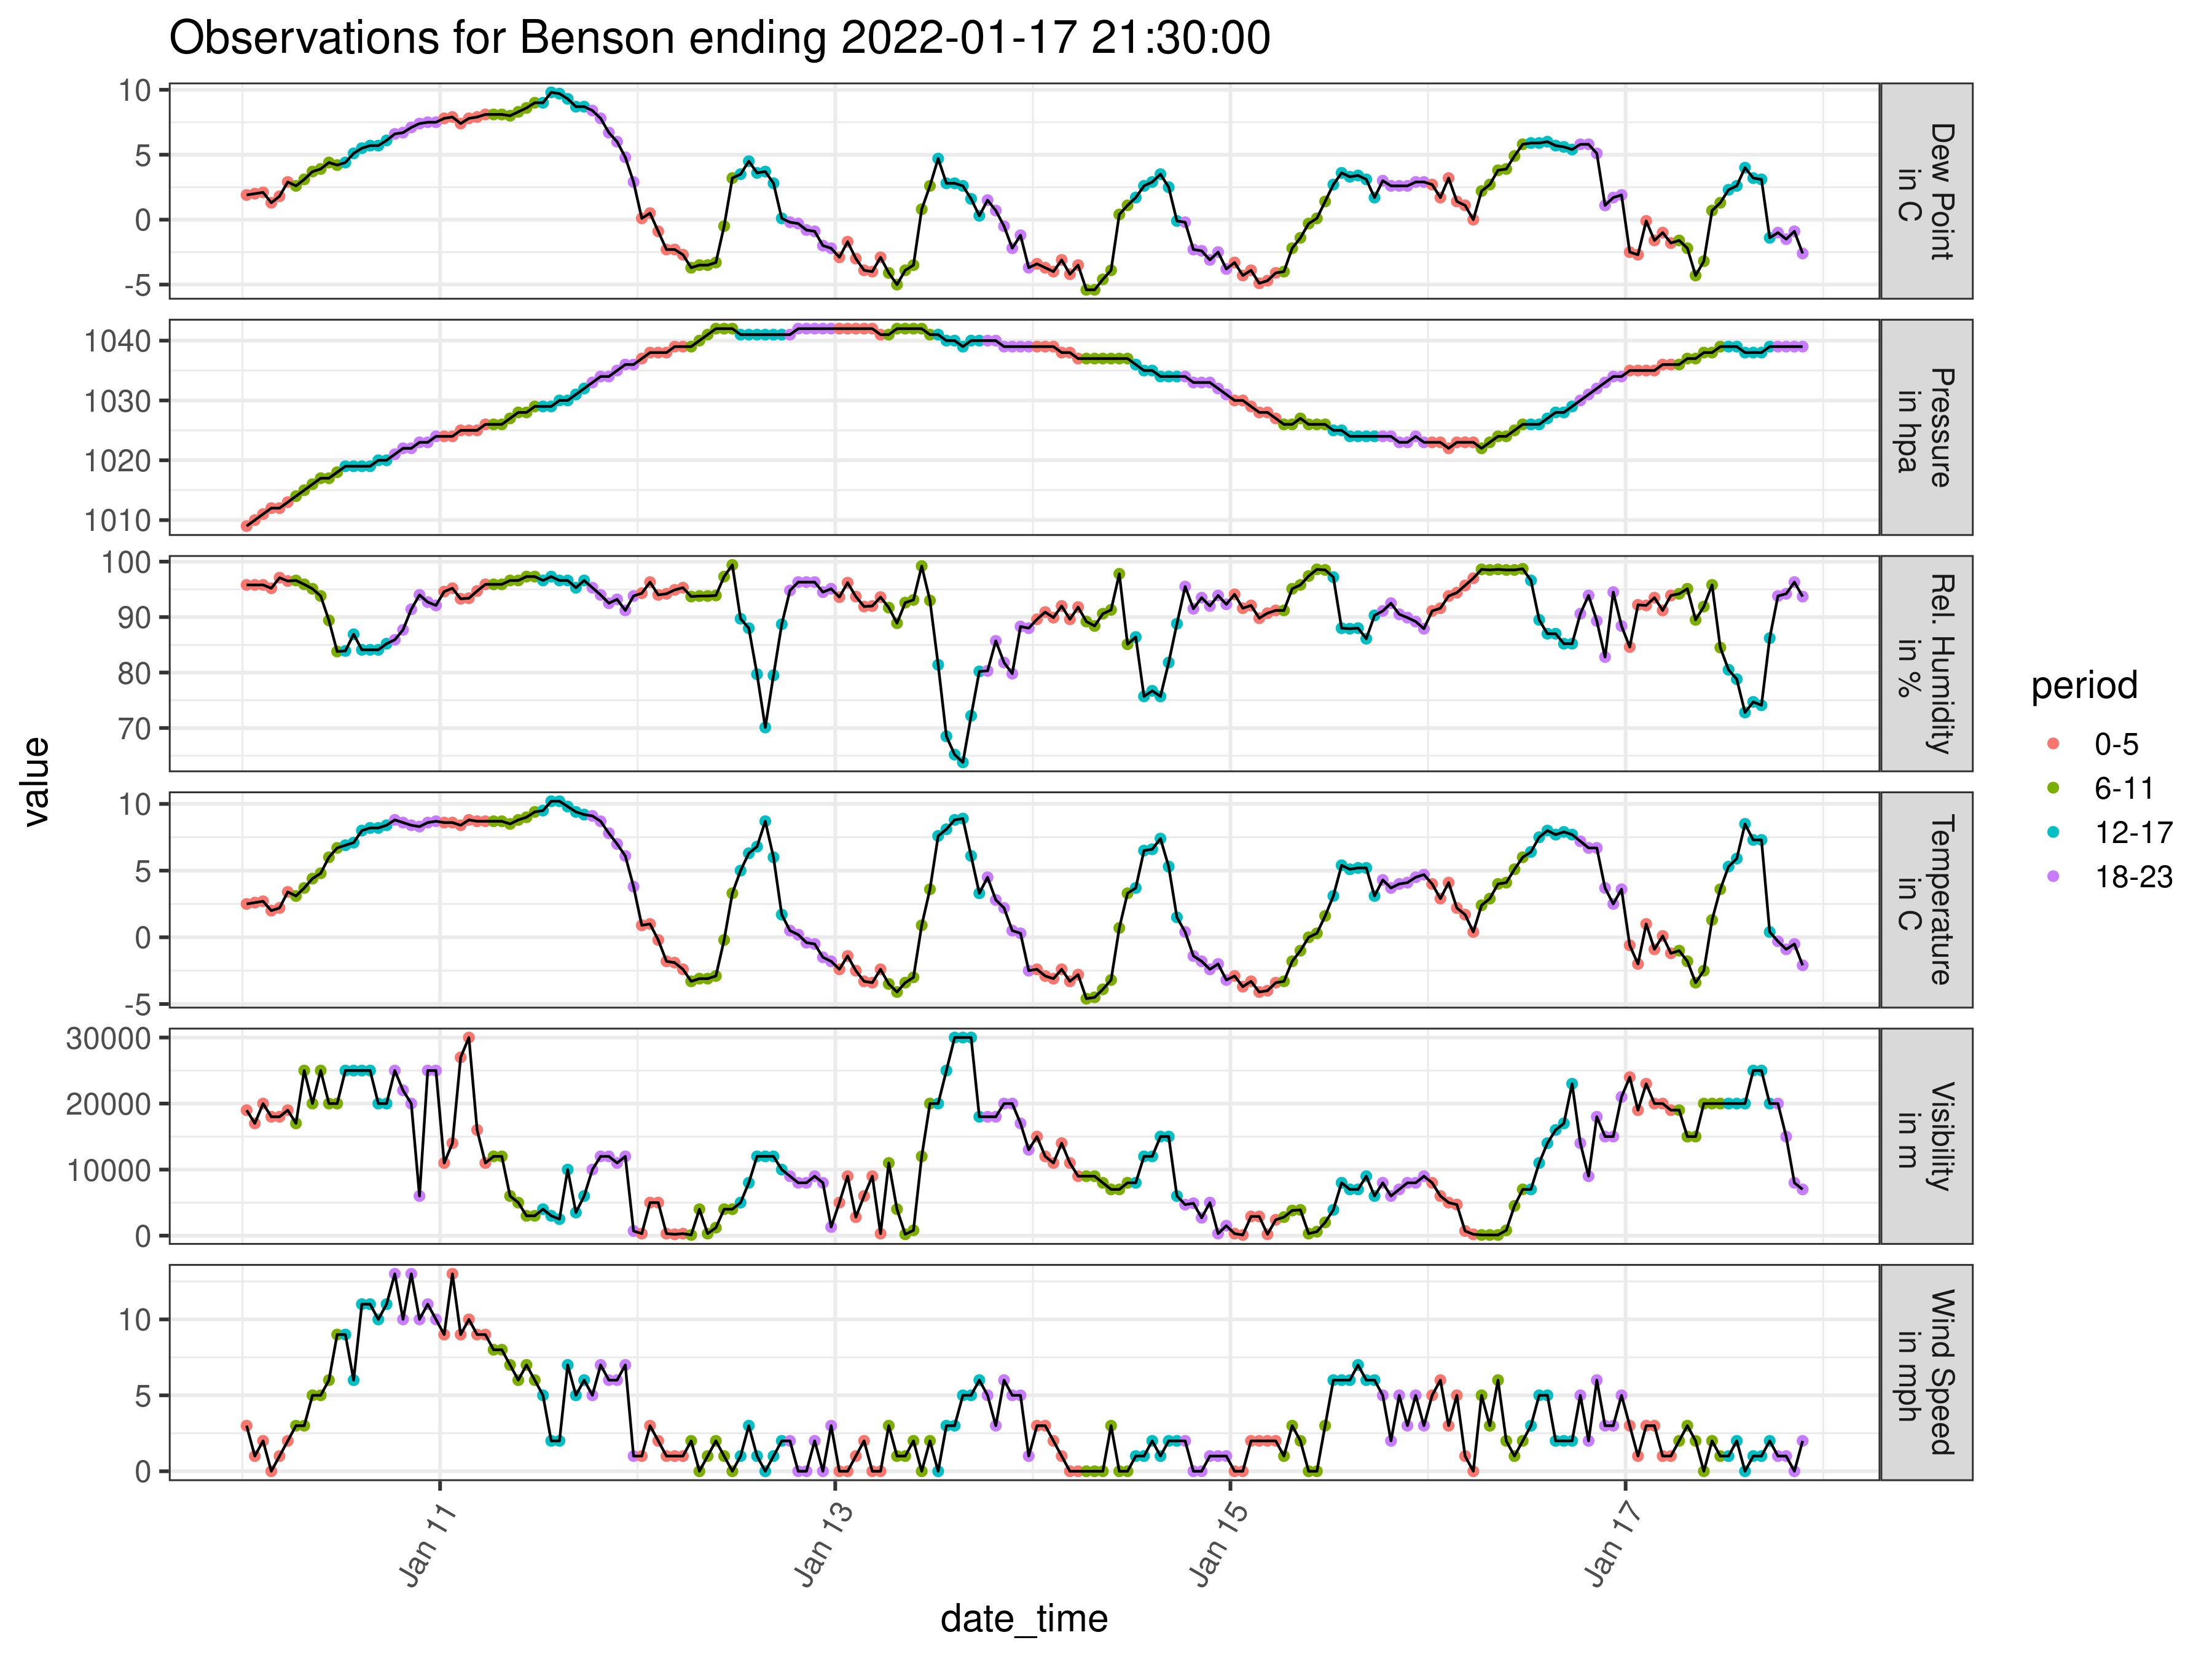 Observations for Benson ending 2022-01-17 21:30:00
10
5
0
-5
Dew Point
in C
1040
1030
1020
1010
Pressure
in hpa
100
90
80
70
Rel. Humidity
in %
10
5
0
-5
Temperature
in C
30000
20000
10000
0
Visibility
in m
10
5
0
Wind Speed
in mph
value
Jan 11
Jan 13
Jan 15
Jan 17
date_time
period
0-5
6-11
12-17
18-23